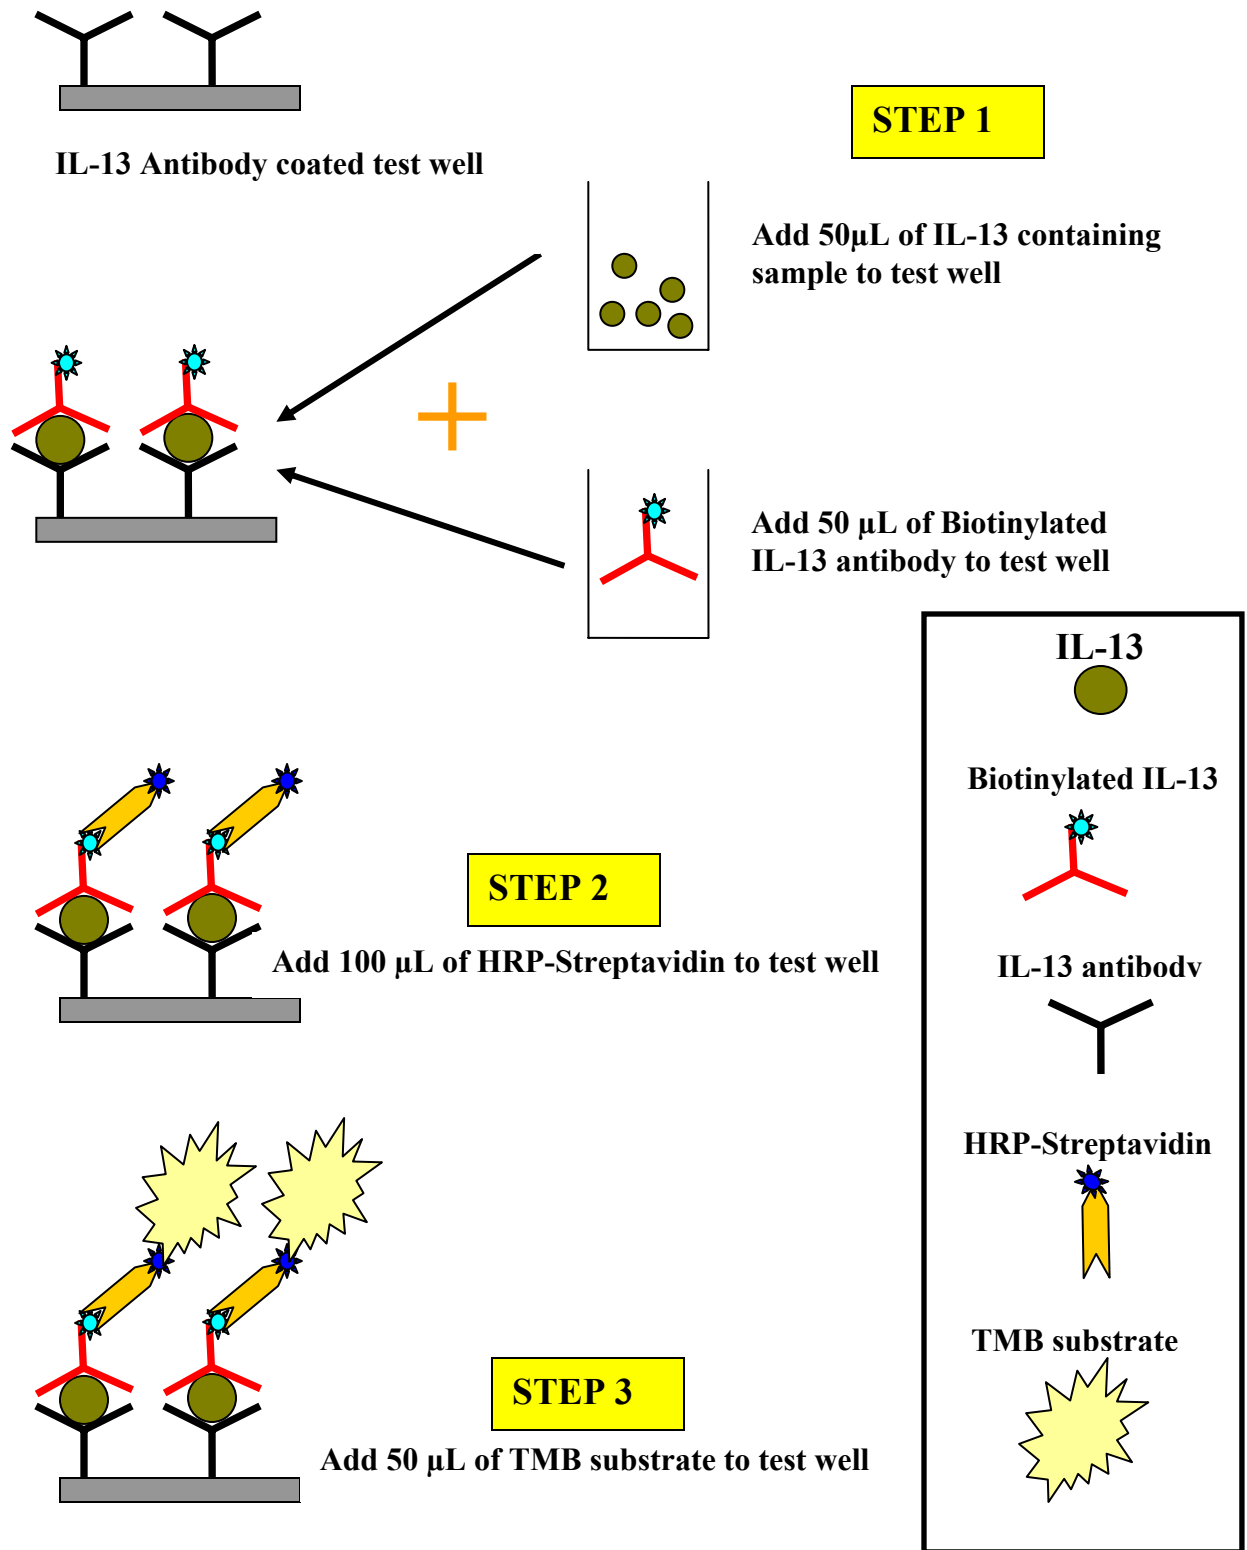 IL-13 Antibody coated test well
STEP 1
Add 50µL of IL-13 containing
sample to test well
Add 50 µL of Biotinylated
IL-13 antibody to test well
STEP 2
Add 100 µL of HRP-Streptavidin to test well
STEP 3
Add 50 µL of TMB substrate to test well
IL-13
Biotinylated IL-13
IL-13 antibody
HRP-Streptavidin
TMB substrate